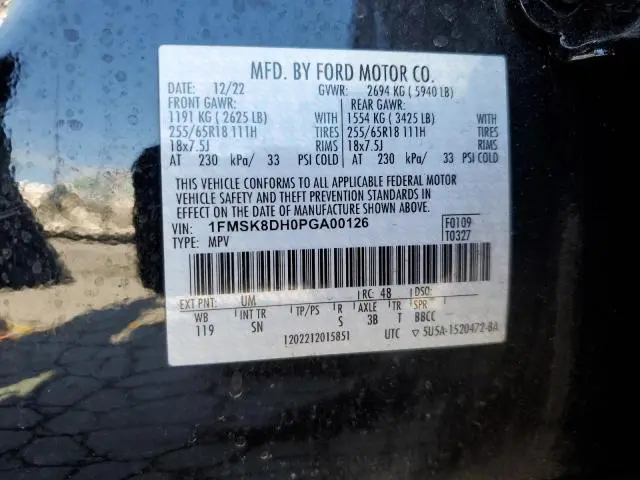 MFD. BY FORD MOTOR CO.
DATE: 12/22 GVWR: 2694 KG ( 5940 LB)
FRONT GAWR: REAR GAWR:
1191 KG ( 2625 LB) WITH 1554 KG ( 3425 LB) WITH
255/65R18 111H TIRES 255/65R18 111H TIRES
18x7.5J RIMS 18x7.5J RIMS
AT 230 kPa/ 33 PSI COLD AT 230 kPa/ 33 PSI COLD
THIS VEHICLE CONFORMS TO ALL APPLICABLE FEDERAL MOTOR
VEHICLE SAFETY AND THEFT PREVENTION STANDARDS IN
EFFECT ON THE DATE OF MANUFACTURE SHOWN ABOVE.
VIN: 1FMSK8DH0PGA00126 F0109
TYPE: MPV T0327
EXT PNT: UM RC: 48 DSO:
WB INT TR TP/PS R AXLE TR SPR
119 SN S 3B T BBCC
1202212015851 UTC ▽ 5U5A-1520472-BA